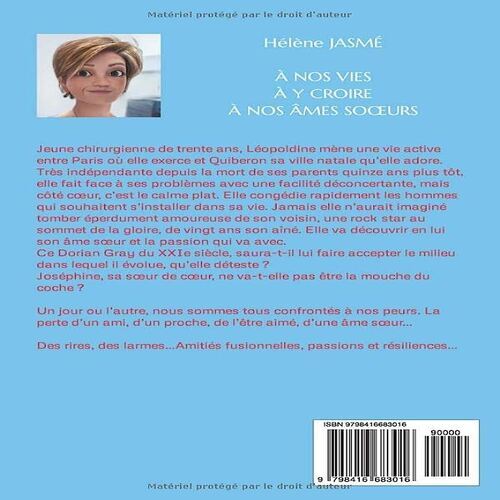 Matériel protégé par le droit d'auteur
Hélène JASMÉ
À NOS VIES
À Y CROIRE
À NOS ÂMES SOEURS
Jeune chirurgienne de trente ans, Léopoldine mène une vie active
entre Paris où elle exerce et Quiberon sa ville natale qu'elle adore.
Très indépendante depuis la mort de ses parents quinze ans plus tôt,
elle fait face à ses problèmes avec une facilité déconcertante, mais
côté cœur, c'est le calme plat. Elle congédie rapidement les hommes
qui souhaitent s'installer dans sa vie. Jamais elle n'aurait imaginé
tomber éperdument amoureuse de son voisin, une rock star au
sommet de la gloire, de vingt ans son aîné. Elle va découvrir en lui
son âme sœur et la passion qui va avec.
Ce Dorian Gray du XXIe siècle, saura-t-il lui faire accepter le milieu
dans lequel il évolue, qu'elle déteste ?
Joséphine, sa sœur de cœur, ne va-t-elle pas être la mouche du
coche ?
Un jour ou l'autre, nous sommes tous confrontés à nos peurs. La
perte d'un ami, d'un proche, de l'être aimé, d'une âme sœur...
Des rires, des larmes...Amitiés fusionnelles, passions et résiliences...
ISBN 9798416683016
90000
9 798416 683016
Matériel protégé par le droit d'auteur